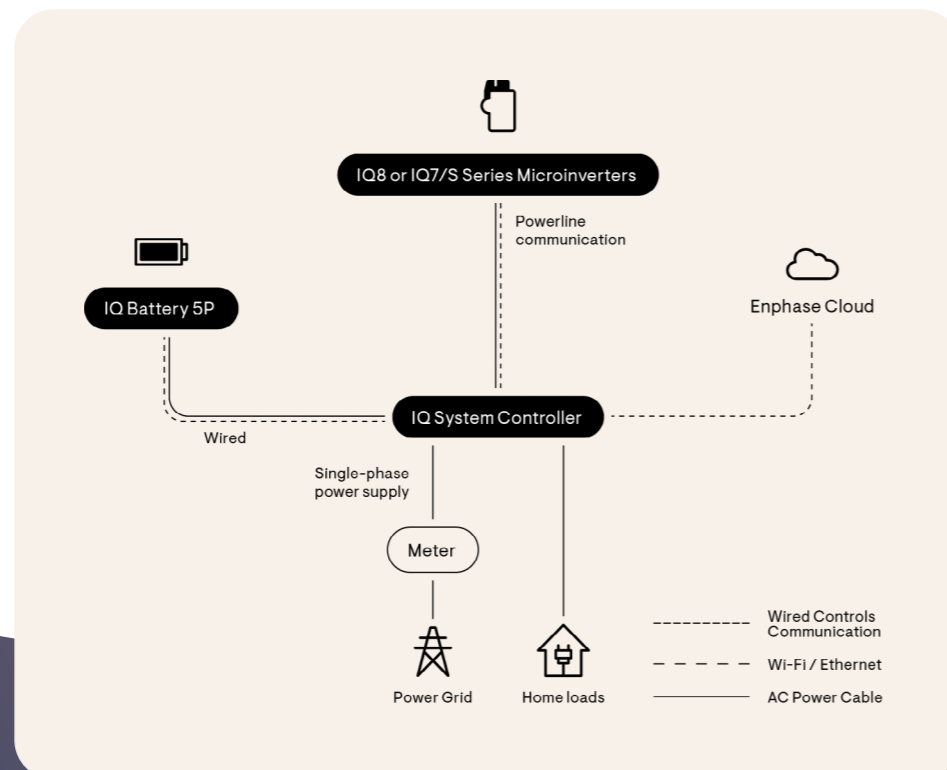 IQ8 or IQ7/S Series Microinverters
Powerline
communication
IQ Battery 5P
Enphase Cloud
IQ System Controller
Wired
Single-phase
power supply
Meter
Power Grid
Home loads
Wired Controls
Communication
Wi-Fi / Ethernet
AC Power Cable